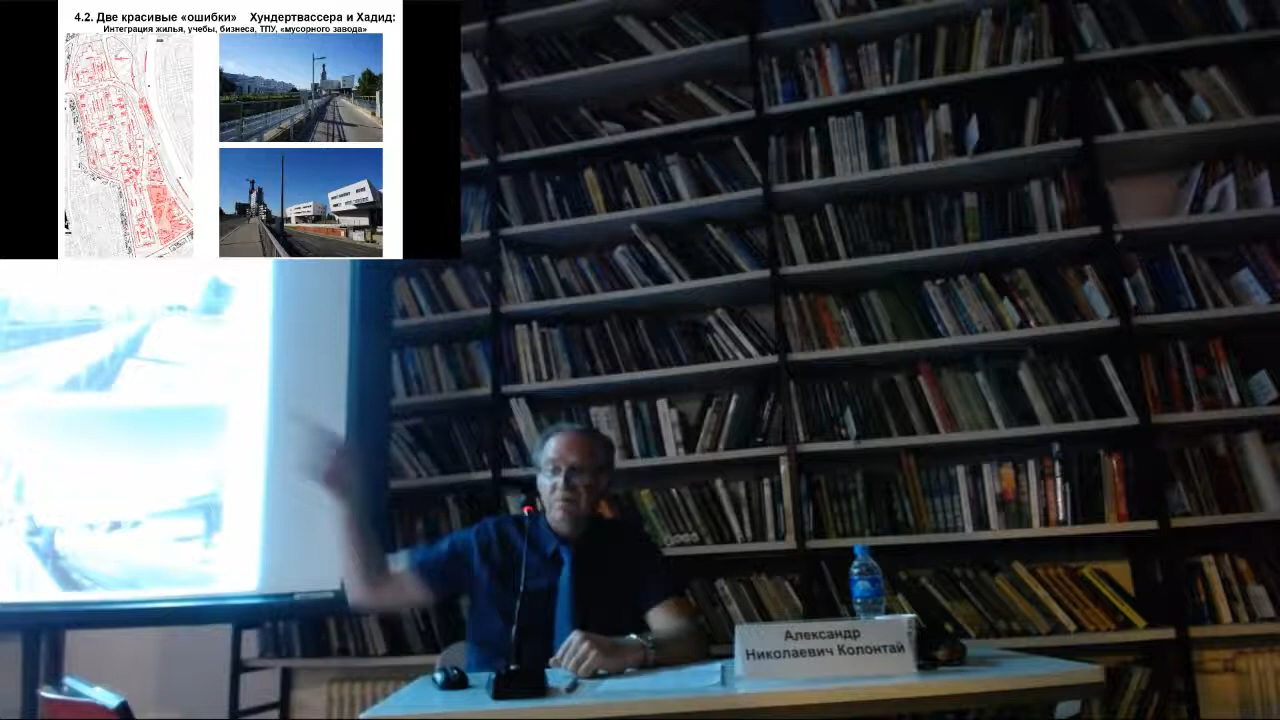 4.2. Две красивые «ошибки» Хундертвассера и Хадид:
Интеграция жилья, учебы, бизнеса, ТПУ, «мусорного завода»
Александр
Николаевич Колонтай